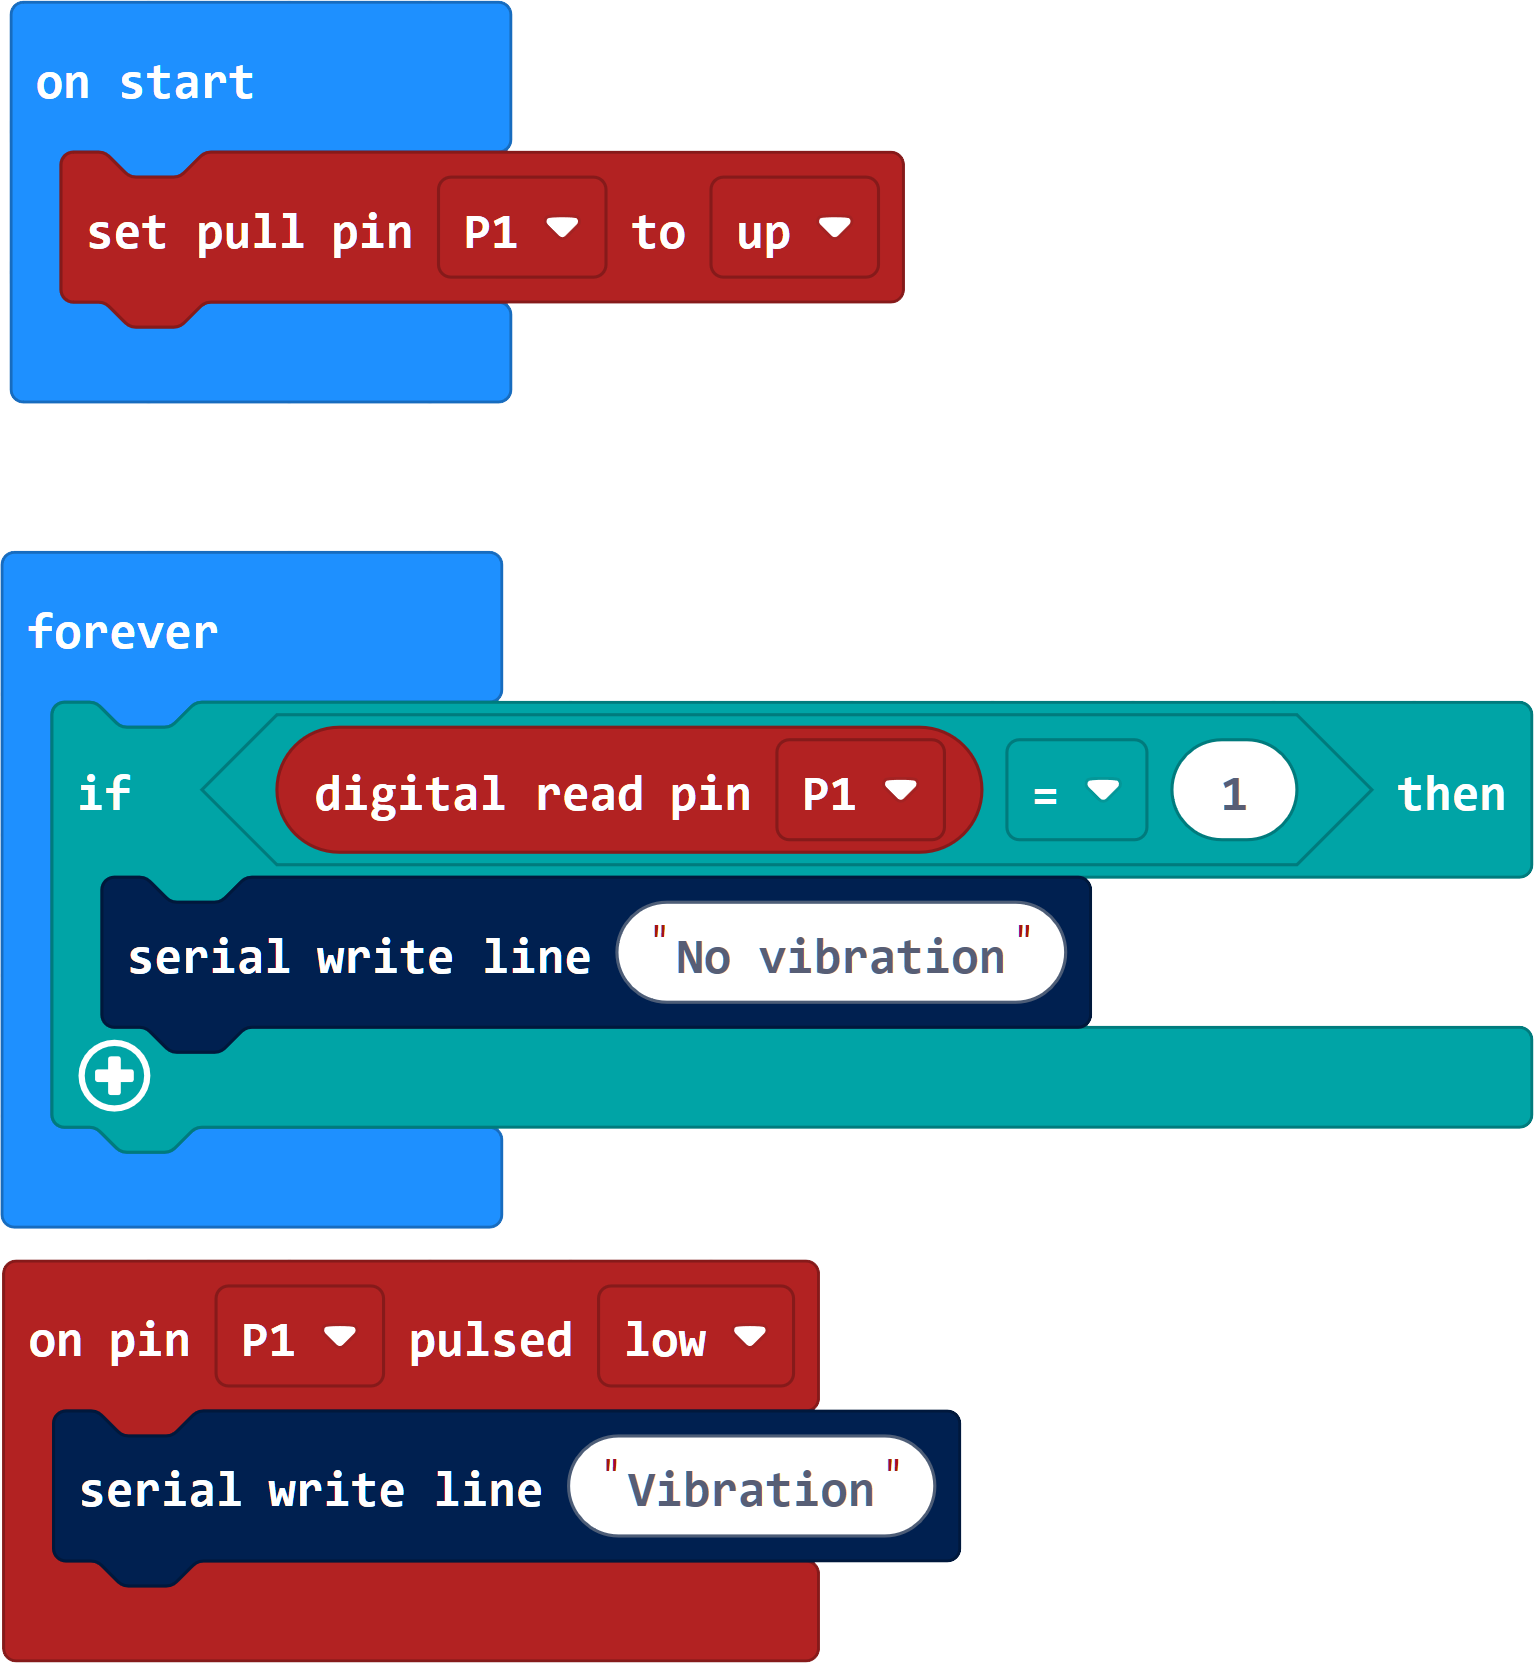 on start
set pull pin P1 to up
forever
if digital read pin P1 = 1 then
serial write line "No vibration"
on pin P1 pulsed low
serial write line "Vibration"